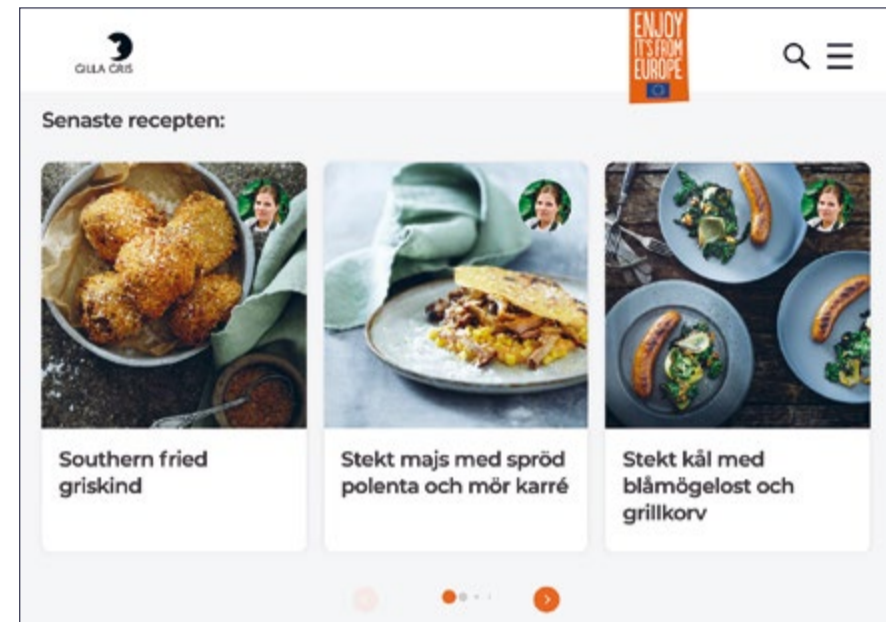 GILLA GRIS
ENJOY
IT'S FROM
EUROPE
Senaste recepten:
Southern fried
griskind
Stekt majs med spröd
polenta och mör karré
Stekt kål med
blåmögelost och
grillkorv